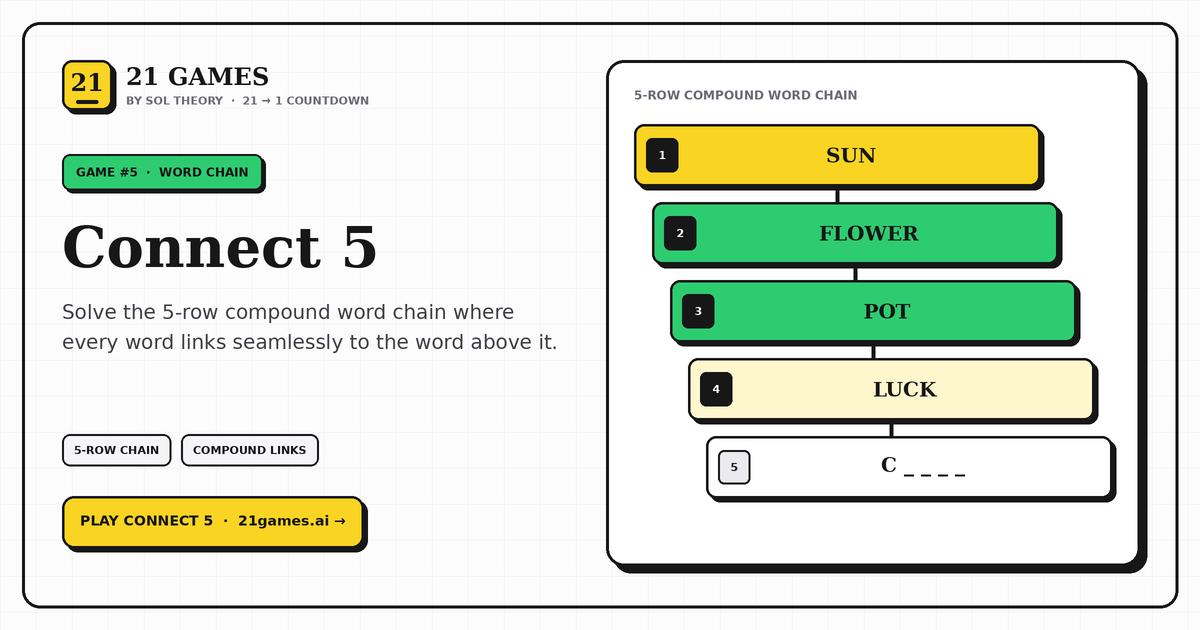 21
21 GAMES
BY SOL THEORY · 21 → 1 COUNTDOWN
GAME #5 · WORD CHAIN
Connect 5
Solve the 5-row compound word chain where
every word links seamlessly to the word above it.
5-ROW CHAIN
COMPOUND LINKS
PLAY CONNECT 5 · 21games.ai →
5-ROW COMPOUND WORD CHAIN
1 SUN
2 FLOWER
3 POT
4 LUCK
5 C _ _ _ _